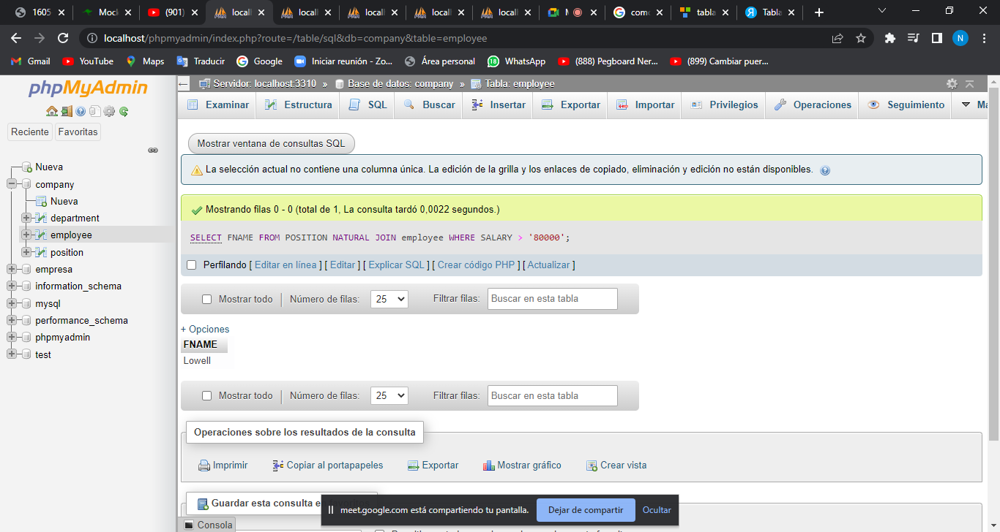 1605 Mock (901) locall locall locall locall locall M com tabla Tabla
localhost/phpmyadmin/index.php?route=/table/sql&db=company&table=employee N
Gmail YouTube Maps Traducir Google Iniciar reunión - Zo... Área personal 18 WhatsApp (888) Pegboard Ner... (899) Cambiar puer...
phpMyAdmin
Reciente Favoritas
Nueva
company
Nueva
department
employee
position
empresa
information_schema
mysql
performance_schema
phpmyadmin
test
Servidor: localhost:3310 » Base de datos: company » Tabla: employee
Examinar Estructura SQL Buscar Insertar Exportar Importar Privilegios Operaciones Seguimiento
Mostrar ventana de consultas SQL
La selección actual no contiene una columna única. La edición de la grilla y los enlaces de copiado, eliminación y edición no están disponibles.
Mostrando filas 0 - 0 (total de 1, La consulta tardó 0,0022 segundos.)
SELECT FNAME FROM POSITION NATURAL JOIN employee WHERE SALARY > '80000';
Perfilando [ Editar en línea ] [ Editar ] [ Explicar SQL ] [ Crear código PHP ] [ Actualizar ]
Mostrar todo | Número de filas: 25 Filtrar filas: Buscar en esta tabla
+ Opciones
FNAME
Lowell
Mostrar todo | Número de filas: 25 Filtrar filas: Buscar en esta tabla
Operaciones sobre los resultados de la consulta
Imprimir Copiar al portapapeles Exportar Mostrar gráfico Crear vista
Guardar esta consulta e
meet.google.com está compartiendo tu pantalla. Dejar de compartir Ocultar
Consola